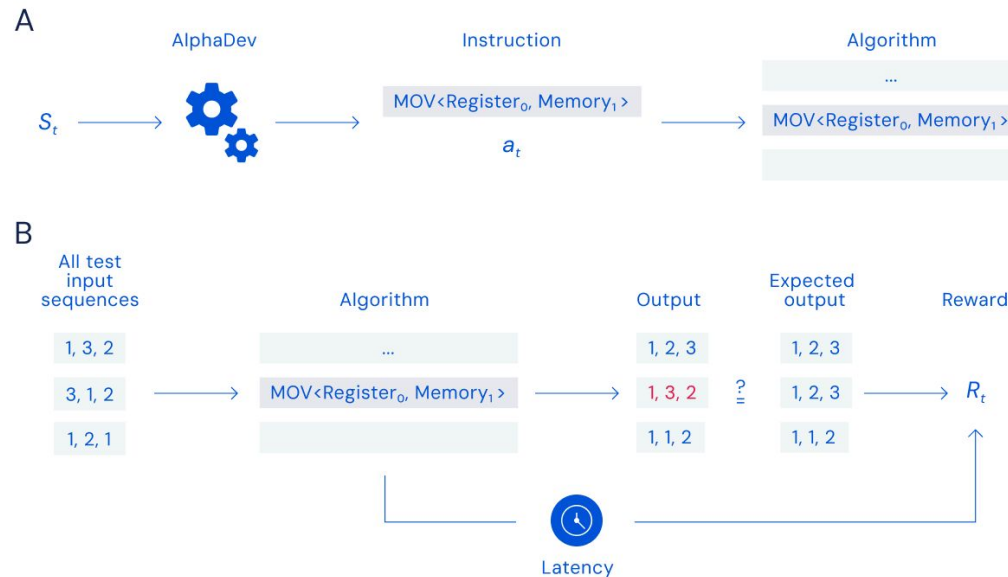 A
AlphaDev
Instruction
Algorithm
S_t
MOV<Register₀, Memory₁>
a_t
...
MOV<Register₀, Memory₁>
B
All test
input
sequences
Algorithm
Output
Expected
output
Reward
1, 3, 2
...
1, 2, 3
1, 2, 3
3, 1, 2
MOV<Register₀, Memory₁>
1, 3, 2
?
=
1, 2, 3
R_t
1, 2, 1
1, 1, 2
1, 1, 2
Latency